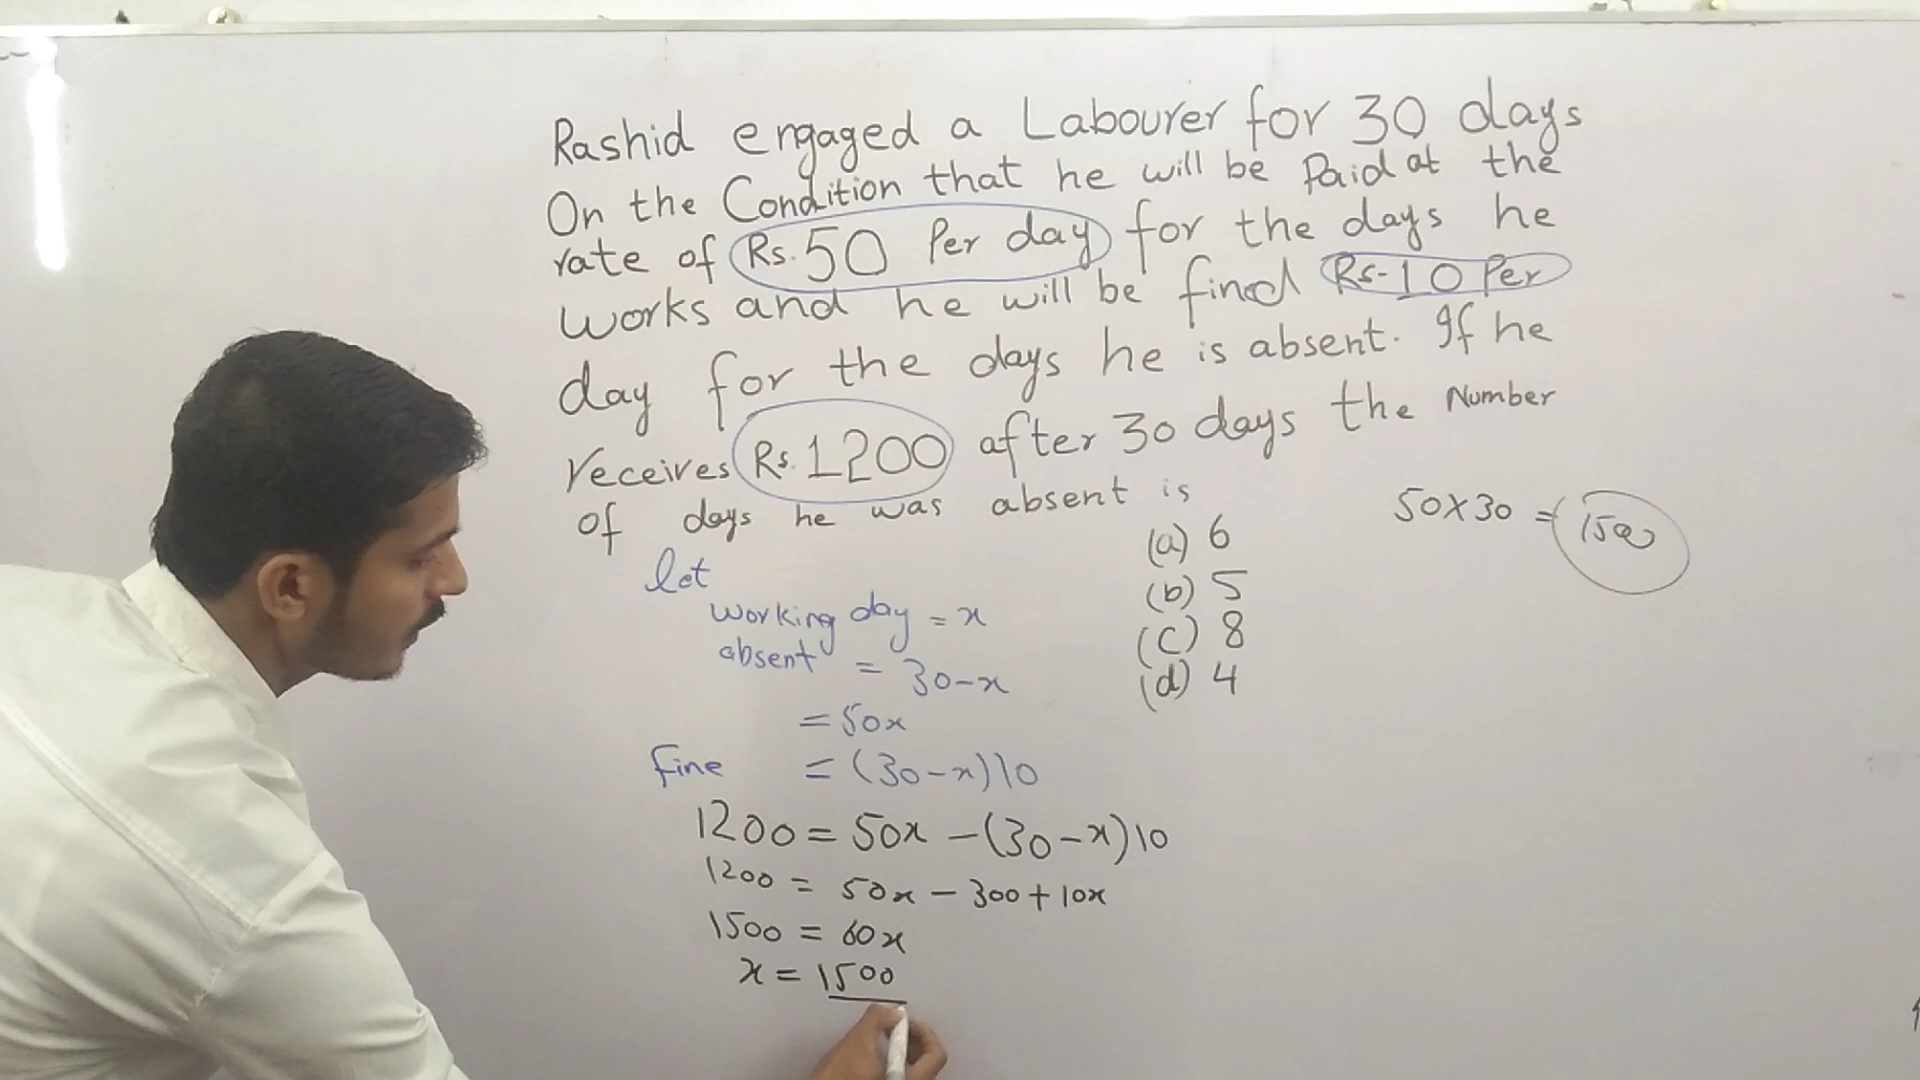 Rashid engaged a Labourer for 30 days
On the Condition that he will be Paid at the
rate of Rs. 50 Per day for the days he
works and he will be fined Rs-10 Per
day for the days he is absent. If he
receives Rs. 1200 after 30 days the Number
of days he was absent is
(a) 6
(b) 5
(c) 8
(d) 4
50x30 = 1500
let
working day = x
absent = 30-x
= 50x
Fine = (30-x)10
1200 = 50x - (30-x)10
1200 = 50x - 300 + 10x
1500 = 60x
x = 1500